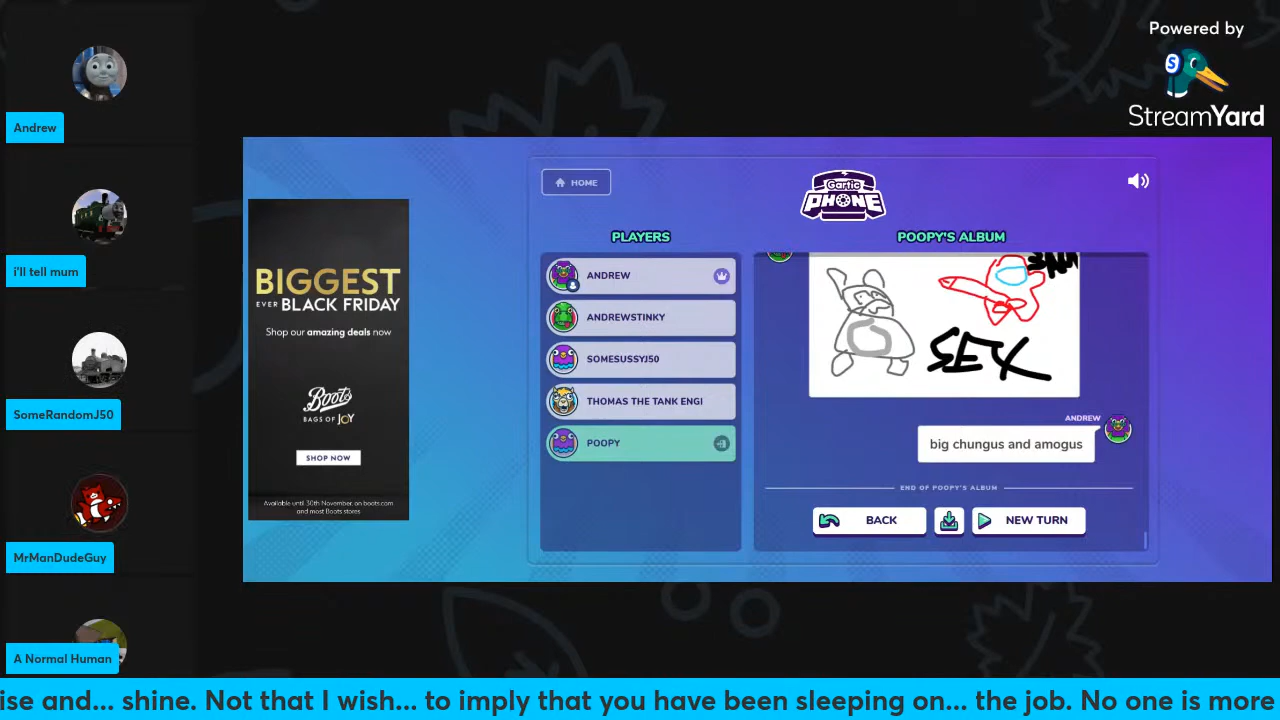 Powered by
StreamYard
Andrew
i'll tell mum
SomeRandomJ50
MrManDudeGuy
A Normal Human
BIGGEST
EVER BLACK FRIDAY
Shop our amazing deals now
Boots
BAGS OF JOY
SHOP NOW
Available until 30th November, on boots.com
and most Boots stores
HOME
Gartic
PHONE
PLAYERS
ANDREW
ANDREWSTINKY
SOMESUSSYJ50
THOMAS THE TANK ENGI
POOPY
POOPY'S ALBUM
SEX
ANDREW
big chungus and amogus
END OF POOPY'S ALBUM
BACK
NEW TURN
ise and... shine. Not that I wish... to imply that you have been sleeping on... the job. No one is more